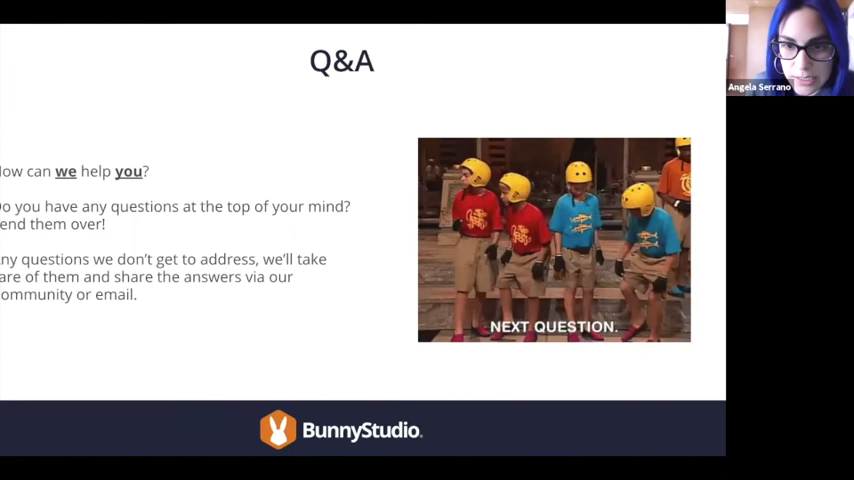 Q&A
Angela Serrano
ow can we help you?
o you have any questions at the top of your mind?
end them over!
ny questions we don't get to address, we'll take
are of them and share the answers via our
ommunity or email.
NEXT QUESTION.
BunnyStudio.